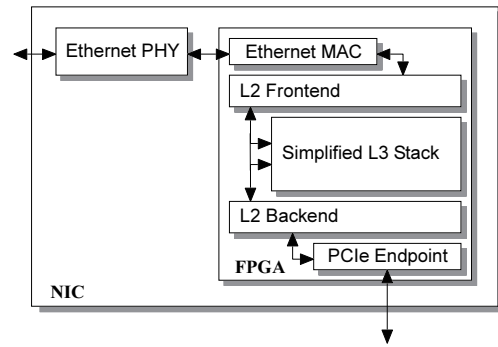 Ethernet PHY
Ethernet MAC
L2 Frontend
Simplified L3 Stack
L2 Backend
PCIe Endpoint
FPGA
NIC